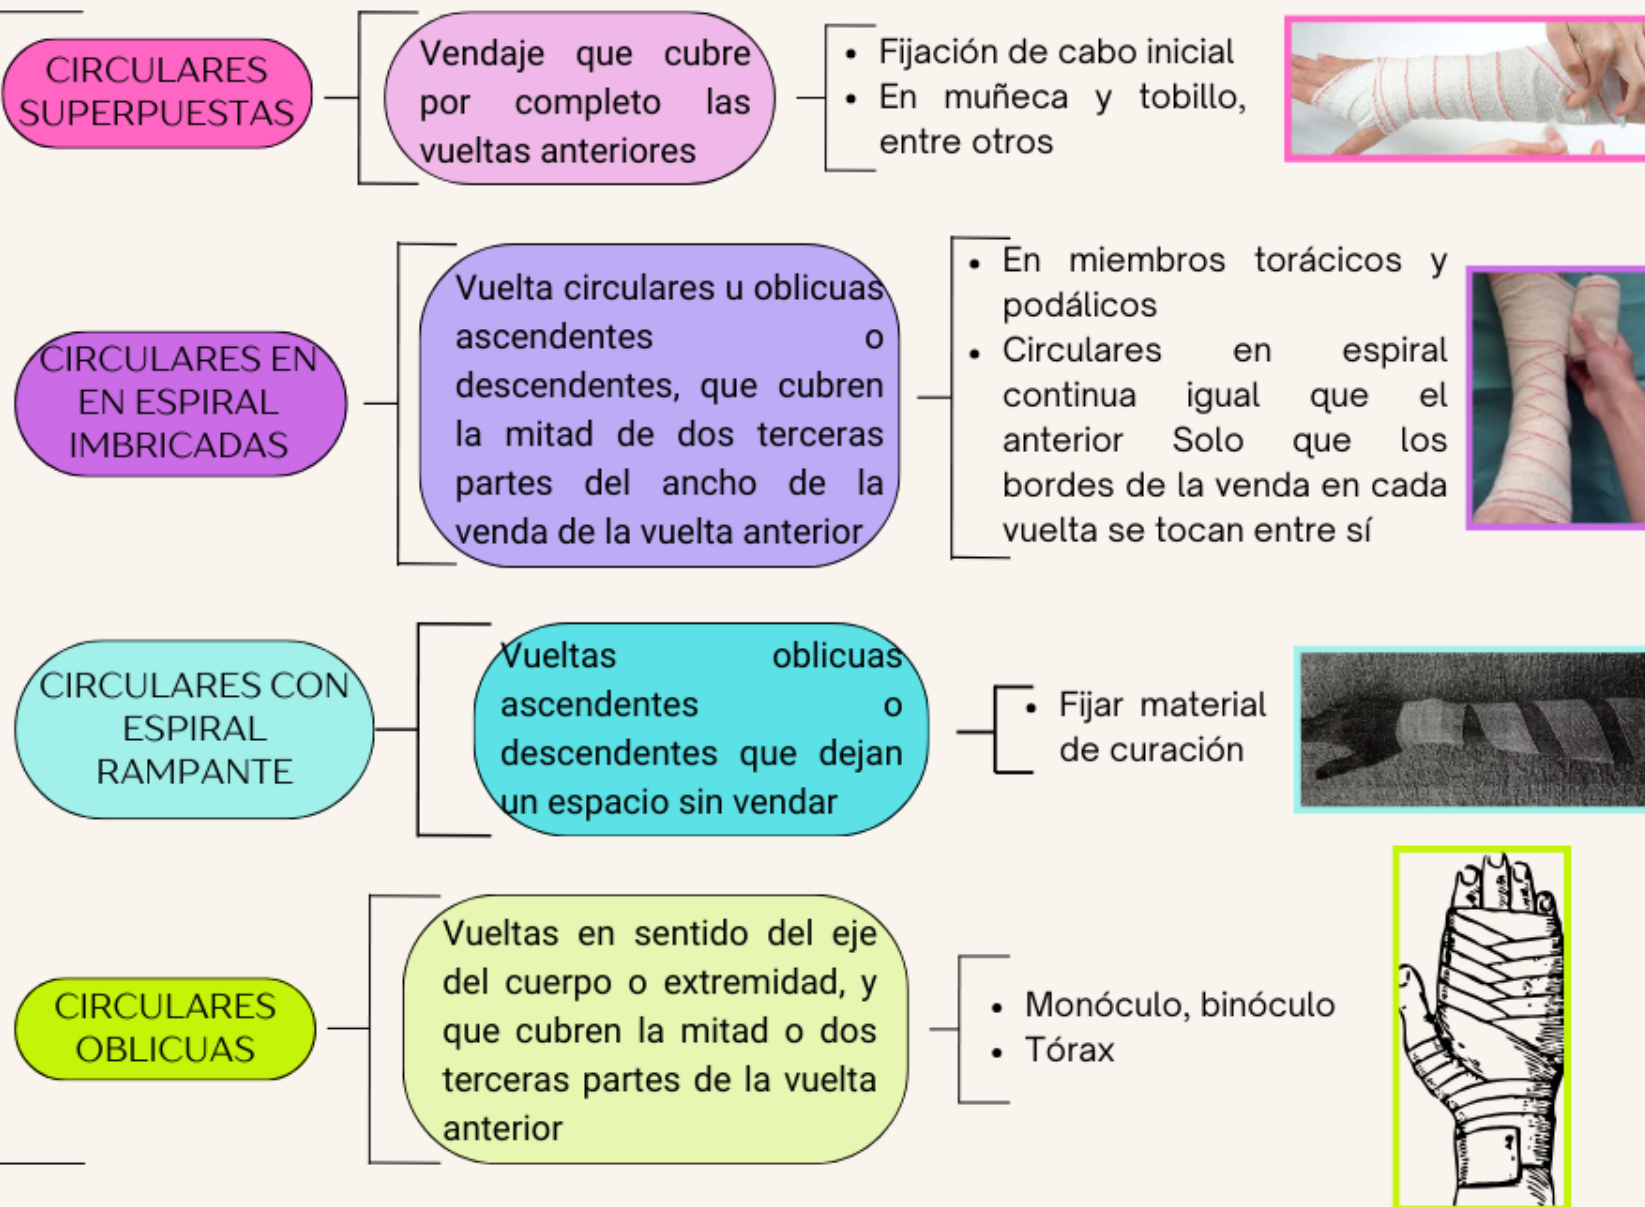 CIRCULARES
SUPERPUESTAS
Vendaje que cubre
por completo las
vueltas anteriores
• Fijación de cabo inicial
• En muñeca y tobillo,
entre otros
CIRCULARES EN
EN ESPIRAL
IMBRICADAS
Vuelta circulares u oblicuas
ascendentes o
descendentes, que cubren
la mitad de dos terceras
partes del ancho de la
venda de la vuelta anterior
• En miembros torácicos y
podálicos
• Circulares en espiral
continua igual que el
anterior Solo que los
bordes de la venda en cada
vuelta se tocan entre sí
CIRCULARES CON
ESPIRAL
RAMPANTE
Vueltas oblicuas
ascendentes o
descendentes que dejan
un espacio sin vendar
• Fijar material
de curación
CIRCULARES
OBLICUAS
Vueltas en sentido del eje
del cuerpo o extremidad, y
que cubren la mitad o dos
terceras partes de la vuelta
anterior
• Monóculo, binóculo
• Tórax